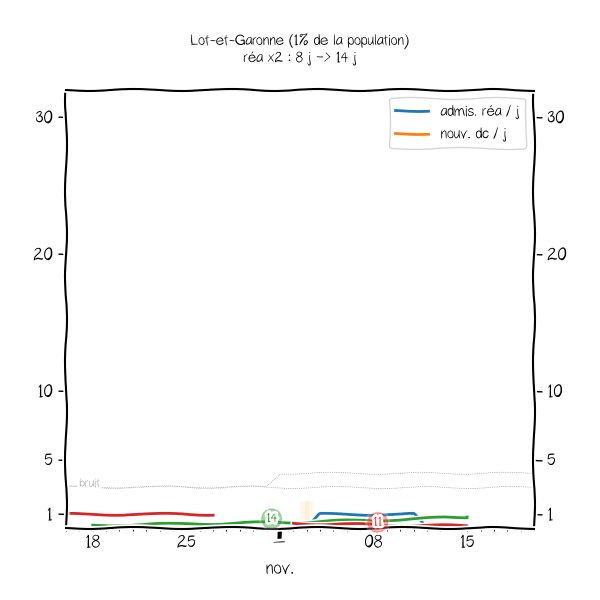 Lot-et-Garonne (1% de la population)
réa x2 : 8 j -> 14 j
admis. réa / j
nouv. dc / j
30
30
20
20
10
10
5
5
bruit
1
1
14
11
18
25
1
08
15
nov.